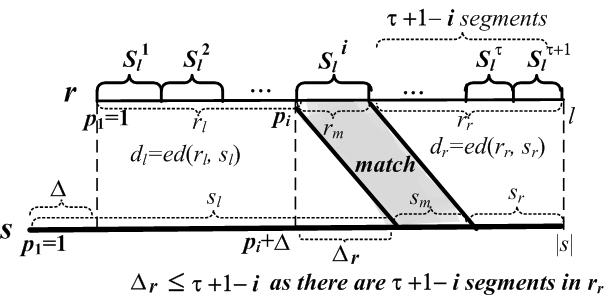 τ+1−i segments
S_l^1 S_l^2 ... S_l^i ... S_l^τ S_l^{τ+1}
r p_1=1 r_l p_i r_m r_r l
d_l=ed(r_l, s_l) match d_r=ed(r_r, s_r)
Δ s_l s_m s_r
s p_1=1 p_i+Δ Δ_r |s|
Δ_r ≤ τ+1−i as there are τ+1−i segments in r_r